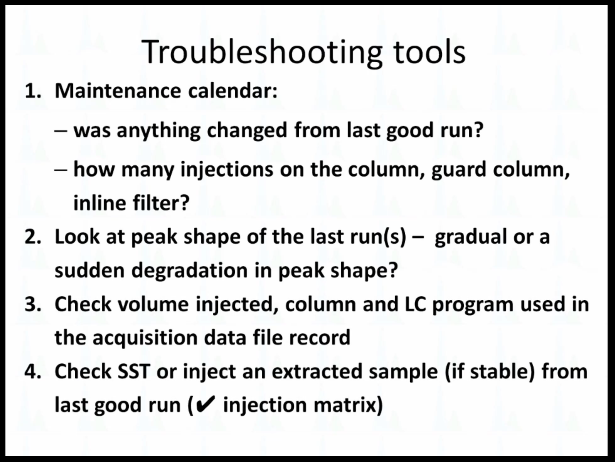 Troubleshooting tools
1. Maintenance calendar:
– was anything changed from last good run?
– how many injections on the column, guard column,
inline filter?
2. Look at peak shape of the last run(s) – gradual or a
sudden degradation in peak shape?
3. Check volume injected, column and LC program used in
the acquisition data file record
4. Check SST or inject an extracted sample (if stable) from
last good run (✔ injection matrix)